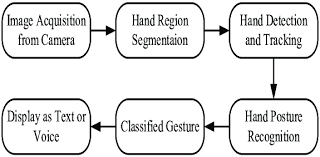 Image Acquisition
from Camera
Hand Region
Segmentaion
Hand Detection
and Tracking
Hand Posture
Recognition
Classified Gesture
Display as Text or
Voice